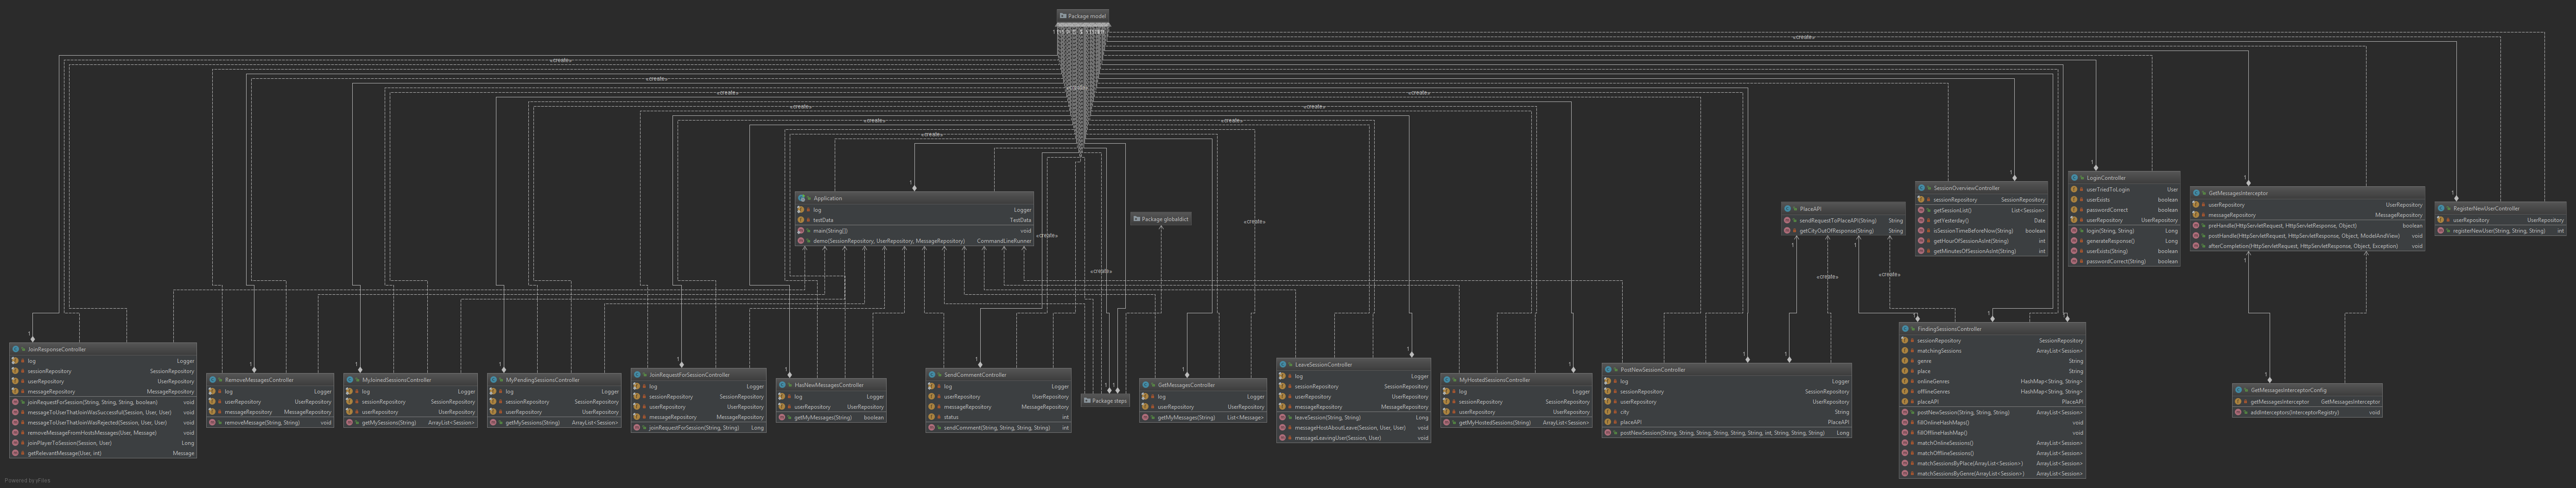 Package model
«create»
«create»
«create»
«create»
«create»
«create»
«create»
«create»
«create»
«create»
Application
log Logger
testData TestData
main(String[]) void
demo(SessionRepository, UserRepository, MessageRepository) CommandLineRunner
Package globaldict
«create»
«create»
«create»
PlaceAPI
sendRequestToPlaceAPI(String) String
getCityOutOfResponse(String) String
«create»
«create»
SessionOverviewController
sessionRepository SessionRepository
getSessionList() List<Session>
getYesterday() Date
isSessionTimeBeforeNow(String) boolean
getHourOfSessionAsInt(String) int
getMinutesOfSessionAsInt(String) int
LoginController
userTriedToLogin User
userExists boolean
passwordCorrect boolean
userRepository UserRepository
login(String, String) Long
generateResponse() Long
userExists(String) boolean
passwordCorrect(String) boolean
GetMessagesInterceptor
userRepository UserRepository
messageRepository MessageRepository
preHandle(HttpServletRequest, HttpServletResponse, Object) boolean
postHandle(HttpServletRequest, HttpServletResponse, Object, ModelAndView) void
afterCompletion(HttpServletRequest, HttpServletResponse, Object, Exception) void
RegisterNewUserController
userRepository UserRepository
registerNewUser(String, String, String) int
JoinResponseController
log Logger
sessionRepository SessionRepository
userRepository UserRepository
messageRepository MessageRepository
joinRequestForSession(String, String, String, boolean) void
messageToUserThatJoinWasSuccessful(Session, User, User) void
messageToUserThatJoinWasRejected(Session, User, User) void
removeMessageFromHostsMessages(User, Message) void
joinPlayerToSession(Session, User) Long
getRelevantMessage(User, int) Message
RemoveMessagesController
log Logger
userRepository UserRepository
messageRepository MessageRepository
removeMessage(String, String) void
MyJoinedSessionsController
log Logger
sessionRepository SessionRepository
userRepository UserRepository
getMySessions(String) ArrayList<Session>
MyPendingSessionsController
log Logger
sessionRepository SessionRepository
userRepository UserRepository
getMySessions(String) ArrayList<Session>
JoinRequestForSessionController
log Logger
sessionRepository SessionRepository
userRepository UserRepository
messageRepository MessageRepository
joinRequestForSession(String, String) Long
HasNewMessagesController
log Logger
userRepository UserRepository
getMyMessages(String) boolean
SendCommentController
log Logger
userRepository UserRepository
messageRepository MessageRepository
status int
sendComment(String, String, String, String) int
Package steps
GetMessagesController
log Logger
userRepository UserRepository
getMyMessages(String) List<Message>
LeaveSessionController
log Logger
sessionRepository SessionRepository
userRepository UserRepository
messageRepository MessageRepository
leaveSession(String, String) Long
messageHostAboutLeave(Session, User, User) void
messageLeavingUser(Session, User) void
MyHostedSessionsController
log Logger
sessionRepository SessionRepository
userRepository UserRepository
getMyHostedSessions(String) ArrayList<Session>
PostNewSessionController
log Logger
sessionRepository SessionRepository
userRepository UserRepository
city String
placeAPI PlaceAPI
postNewSession(String, String, String, String, String, String, int, String, String, String) Long
FindingSessionsController
sessionRepository SessionRepository
matchingSessions ArrayList<Session>
genre String
place String
onlineGenres HashMap<String, String>
offlineGenres HashMap<String, String>
placeAPI PlaceAPI
postNewSession(String, String, String) ArrayList<Session>
fillOnlineHashMaps() void
fillOfflineHashMap() void
matchOnlineSessions() ArrayList<Session>
matchOfflineSessions() ArrayList<Session>
matchSessionsByPlace(ArrayList<Session>) ArrayList<Session>
matchSessionsByGenre(ArrayList<Session>) ArrayList<Session>
GetMessagesInterceptorConfig
getMessagesInterceptor GetMessagesInterceptor
addInterceptors(InterceptorRegistry) void
Powered by yFiles